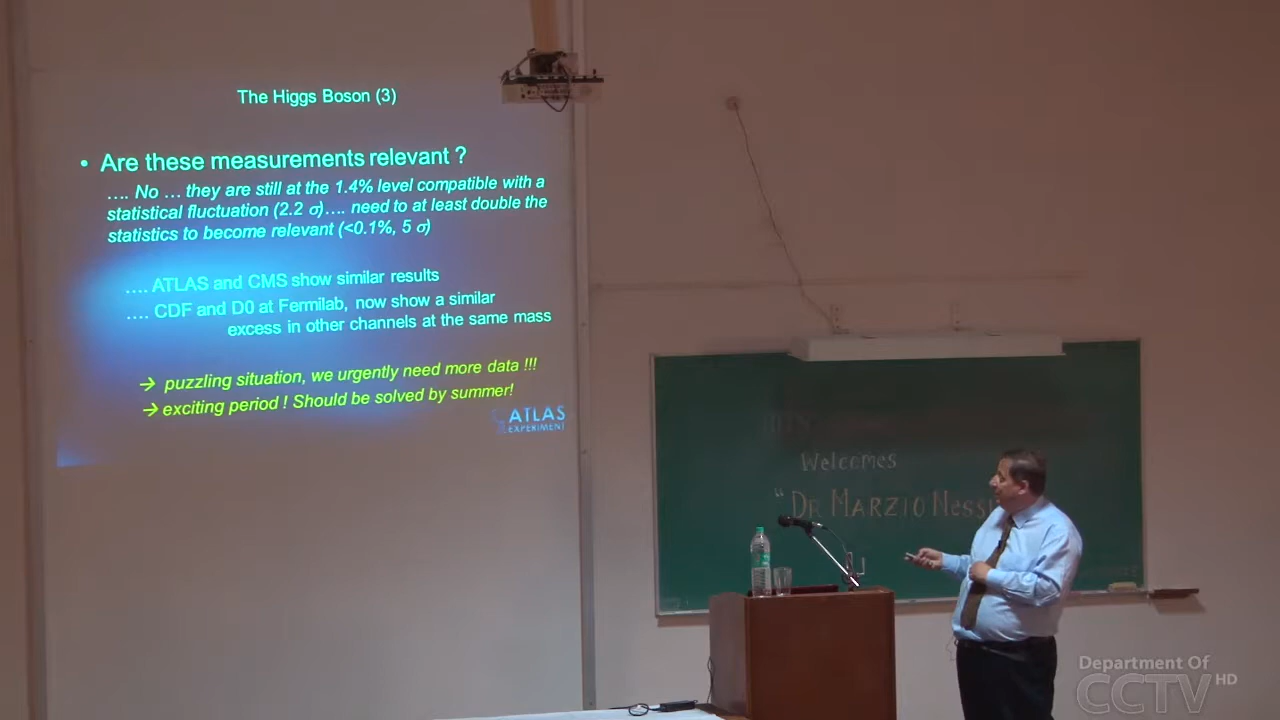 The Higgs Boson (3)
• Are these measurements relevant ?
.... No ... they are still at the 1.4% level compatible with a
statistical fluctuation (2.2 σ).... need to at least double the
statistics to become relevant (<0.1%, 5 σ)
.... ATLAS and CMS show similar results
.... CDF and D0 at Fermilab, now show a similar
excess in other channels at the same mass
→ puzzling situation, we urgently need more data !!!
→ exciting period ! Should be solved by summer!
ATLAS
EXPERIMENT
Welcomes
" DR MARZIO NESSI
Department Of
CCTV HD